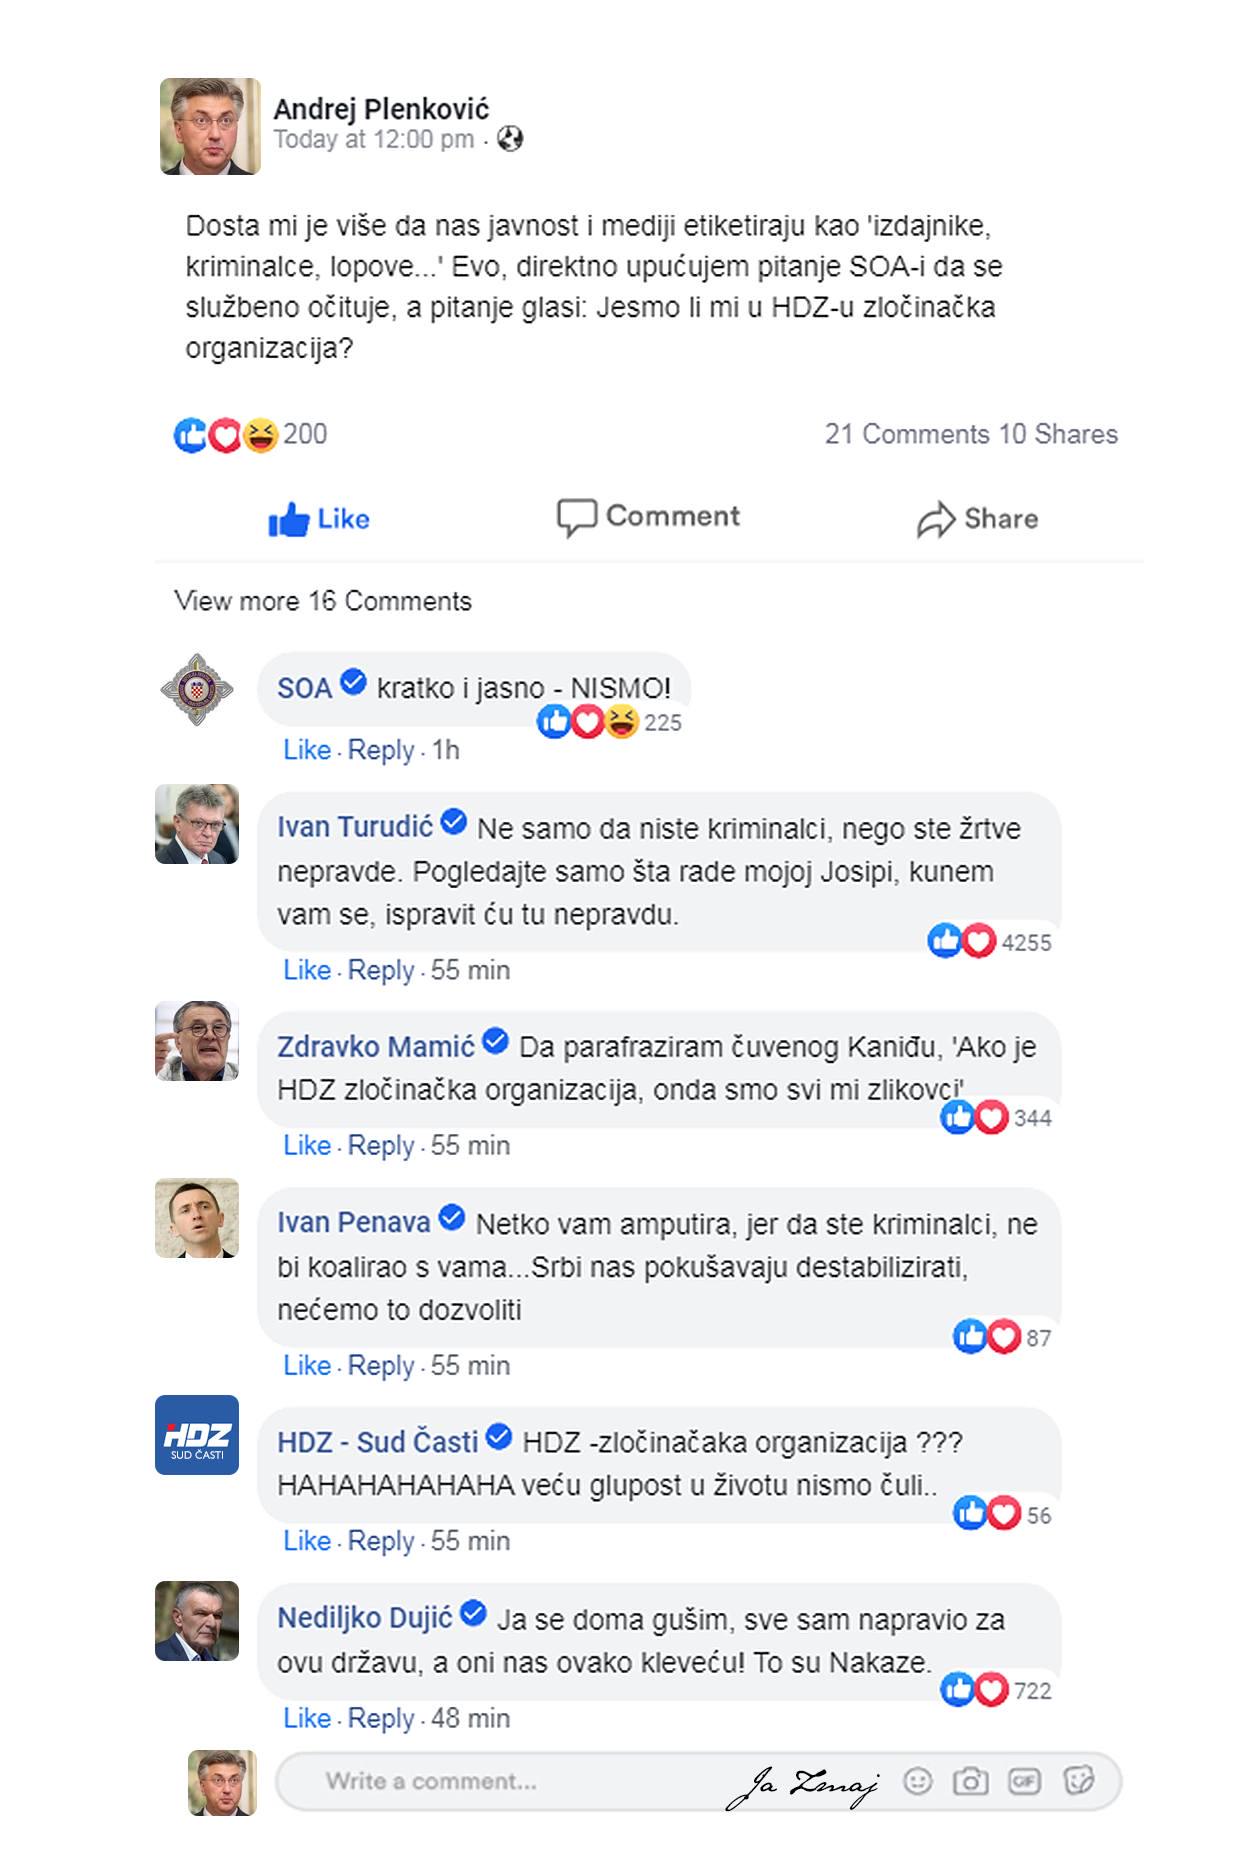 Andrej Plenković
Today at 12:00 pm ·
Dosta mi je više da nas javnost i mediji etiketiraju kao 'izdajnike,
kriminalce, lopove...' Evo, direktno upućujem pitanje SOA-i da se
službeno očituje, a pitanje glasi: Jesmo li mi u HDZ-u zločinačka
organizacija?
200 21 Comments 10 Shares
Like Comment Share
View more 16 Comments
SOA kratko i jasno - NISMO!
225
Like · Reply · 1h
Ivan Turudić Ne samo da niste kriminalci, nego ste žrtve
nepravde. Pogledajte samo šta rade mojoj Josipi, kunem
vam se, ispravit ću tu nepravdu.
4255
Like · Reply · 55 min
Zdravko Mamić Da parafraziram čuvenog Kaniđu, 'Ako je
HDZ zločinačka organizacija, onda smo svi mi zlikovci'
344
Like · Reply · 55 min
Ivan Penava Netko vam amputira, jer da ste kriminalci, ne
bi koalirao s vama...Srbi nas pokušavaju destabilizirati,
nećemo to dozvoliti
87
Like · Reply · 55 min
HDZ
SUD ČASTI
HDZ - Sud Časti HDZ -zločinačaka organizacija ???
HAHAHAHAHAHA veću glupost u životu nismo čuli..
56
Like · Reply · 55 min
Nediljko Dujić Ja se doma gušim, sve sam napravio za
ovu državu, a oni nas ovako kleveću! To su Nakaze.
722
Like · Reply · 48 min
Write a comment... Ja Zmaj GIF